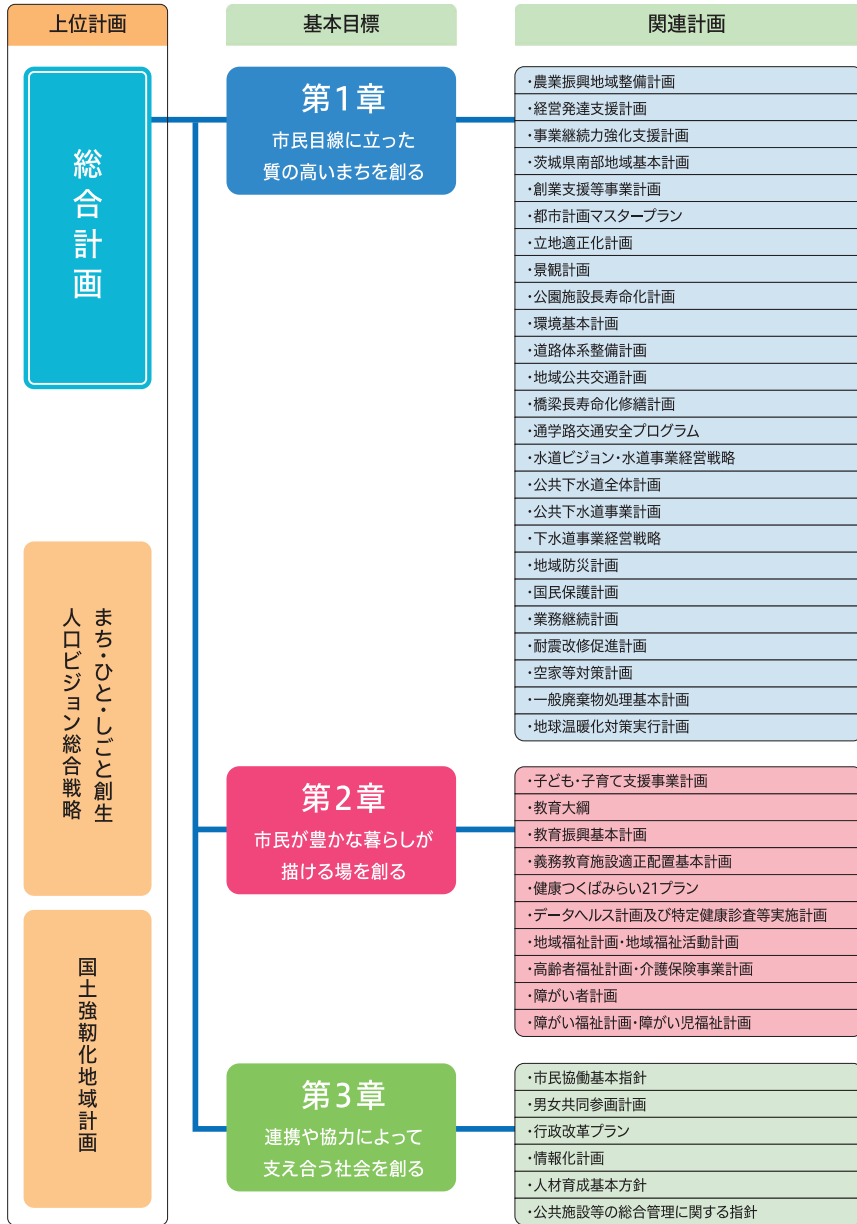 上位計画
基本目標
関連計画
総合計画
まち・ひと・しごと創生
人口ビジョン総合戦略
国土強靭化地域計画
第1章
市民目線に立った
質の高いまちを創る
・農業振興地域整備計画
・経営発達支援計画
・事業継続力強化支援計画
・茨城県南部地域基本計画
・創業支援等事業計画
・都市計画マスタープラン
・立地適正化計画
・景観計画
・公園施設長寿命化計画
・環境基本計画
・道路体系整備計画
・地域公共交通計画
・橋梁長寿命化修繕計画
・通学路交通安全プログラム
・水道ビジョン・水道事業経営戦略
・公共下水道全体計画
・公共下水道事業計画
・下水道事業経営戦略
・地域防災計画
・国民保護計画
・業務継続計画
・耐震改修促進計画
・空家等対策計画
・一般廃棄物処理基本計画
・地球温暖化対策実行計画
第2章
市民が豊かな暮らしが
描ける場を創る
・子ども・子育て支援事業計画
・教育大綱
・教育振興基本計画
・義務教育施設適正配置基本計画
・健康つくばみらい21プラン
・データヘルス計画及び特定健康診査等実施計画
・地域福祉計画・地域福祉活動計画
・高齢者福祉計画・介護保険事業計画
・障がい者計画
・障がい福祉計画・障がい児福祉計画
第3章
連携や協力によって
支え合う社会を創る
・市民協働基本指針
・男女共同参画計画
・行政改革プラン
・情報化計画
・人材育成基本方針
・公共施設等の総合管理に関する指針